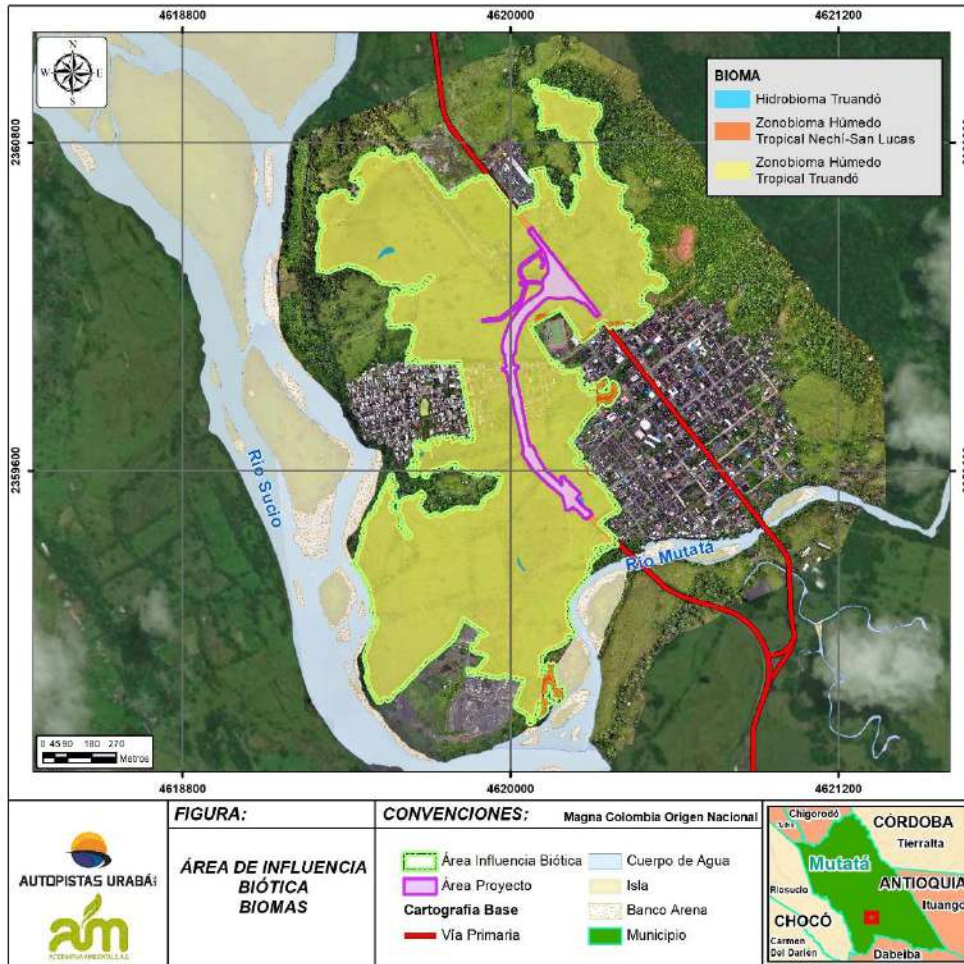 4618800
4620000
4621200
N
W
E
S
2360800
BIOMA
Hidrobioma Truandó
Zonobioma Húmedo
Tropical Nechí-San Lucas
Zonobioma Húmedo
Tropical Truandó
2359600
Río Sucio
Río Mutatá
0 45 90 180 270
Metros
4618800
4620000
4621200
AUTOPISTAS URABÁ
am
ALTERNATIVA AMBIENTAL S.A.S.
FIGURA:
ÁREA DE INFLUENCIA
BIÓTICA
BIOMAS
CONVENCIONES:
Magna Colombia Origen Nacional
Área Influencia Biótica
Área Proyecto
Cartografía Base
Vía Primaria
Cuerpo de Agua
Isla
Banco Arena
Municipio
Chigorodó
CÓRDOBA
Tierralta
Mutatá
Riosucio
ANTIOQUIA
Ituango
CHOCÓ
Carmen
Del Darién
Dabeiba